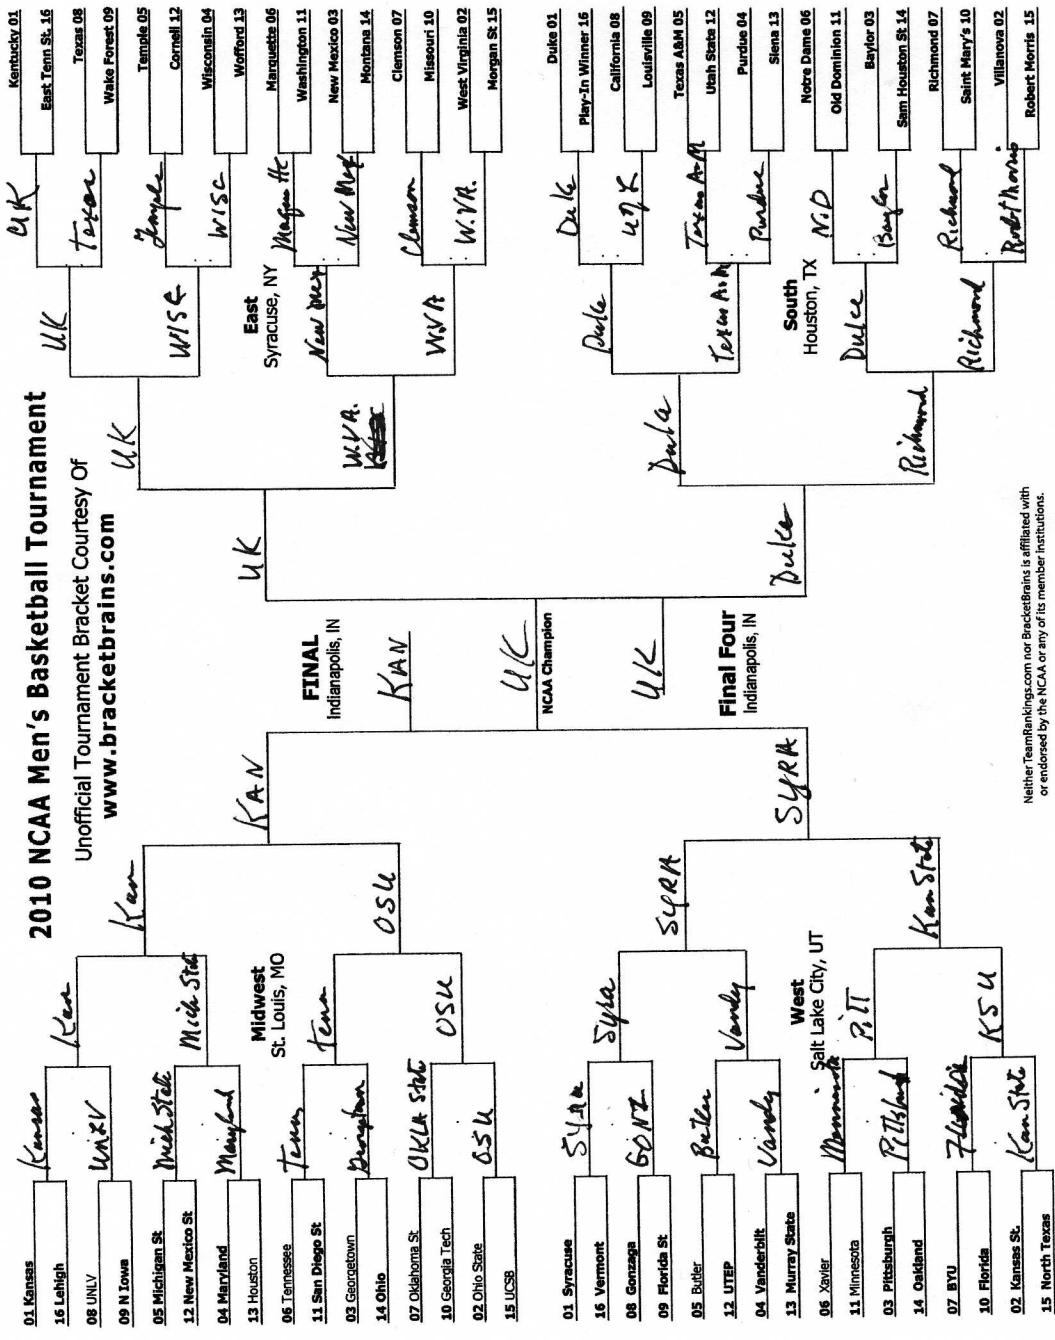 2010 NCAA Men's Basketball Tournament
Unofficial Tournament Bracket Courtesy Of
www.bracketbrains.com
01 Kansas
16 Lehigh
08 UNLV
09 N Iowa
05 Michigan St
12 New Mexico St
04 Maryland
13 Houston
06 Tennessee
11 San Diego St
03 Georgetown
14 Ohio
07 Oklahoma St
10 Georgia Tech
02 Ohio State
15 UCSB
Kansas
UNLV
Mich State
Maryland
Tenn
Georgetown
OKLA State
OSU
Kan
Mich State
Tenn
OSU
Kan
OSU
KAN
Midwest
St. Louis, MO
01 Syracuse
16 Vermont
08 Gonzaga
09 Florida St
05 Butler
12 UTEP
04 Vanderbilt
13 Murray State
06 Xavier
11 Minnesota
03 Pittsburgh
14 Oakland
07 BYU
10 Florida
02 Kansas St.
15 North Texas
SYRA
GONZ
Butler
Vandy
Minnesota
Pittsburgh
Florida
Kan State
Syra
Vandy
Pitt
KSU
SYRA
Kan State
SYRA
West
Salt Lake City, UT
FINAL
Indianapolis, IN
KAN
UK
NCAA Champion
UK
Final Four
Indianapolis, IN
Kentucky 01
East Tenn St. 16
Texas 08
Wake Forest 09
Temple 05
Cornell 12
Wisconsin 04
Wofford 13
Marquette 06
Washington 11
New Mexico 03
Montana 14
Clemson 07
Missouri 10
West Virginia 02
Morgan St 15
UK
Texas
Temple
WISC
New Mex
Clemson
W.VA.
UK
WISC
New Mex
WVA
UK
W.VA.
UK
East
Syracuse, NY
Duke 01
Play-In Winner 16
California 08
Louisville 09
Texas A&M 05
Utah State 12
Purdue 04
Siena 13
Notre Dame 06
Old Dominion 11
Baylor 03
Sam Houston St 14
Richmond 07
Saint Mary's 10
Villanova 02
Robert Morris 15
Duke
Texas A+M
Purdue
N.D
Baylor
Richmond
Robt Morris
Duke
Texas A+M
Duke
Richmond
Duke
Richmond
Duke
South
Houston, TX
Neither TeamRankings.com nor BracketBrains is affiliated with
or endorsed by the NCAA or any of its member institutions.